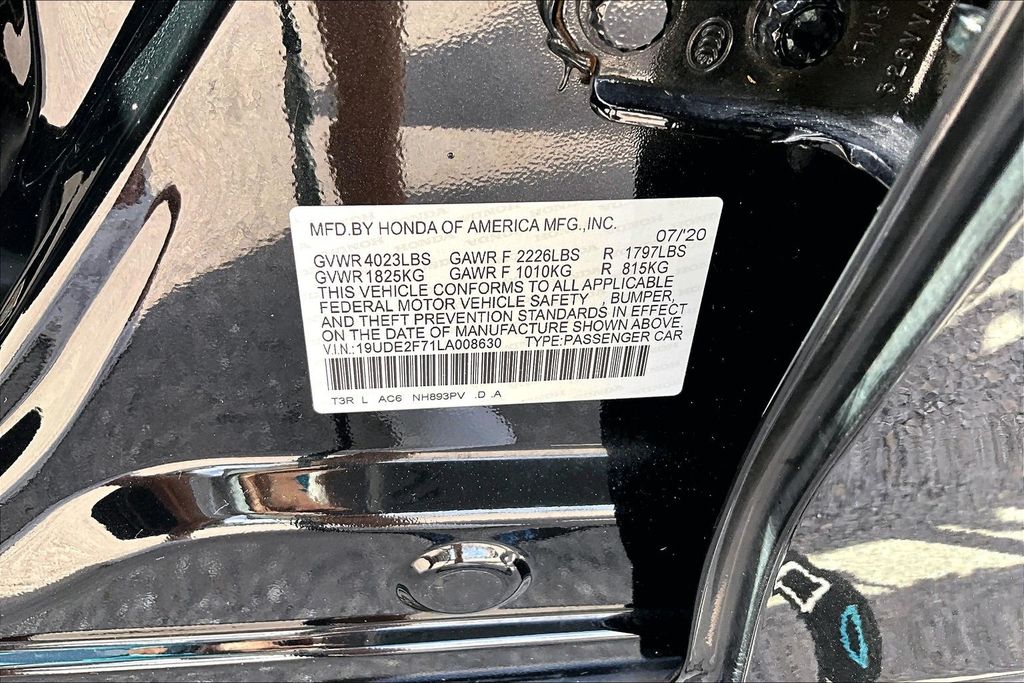 MFD.BY HONDA OF AMERICA MFG.,INC. 07/'20
GVWR 4023LBS GAWR F 2226LBS R 1797LBS
GVWR 1825KG GAWR F 1010KG R 815KG
THIS VEHICLE CONFORMS TO ALL APPLICABLE
FEDERAL MOTOR VEHICLE SAFETY , BUMPER,
AND THEFT PREVENTION STANDARDS IN EFFECT
ON THE DATE OF MANUFACTURE SHOWN ABOVE.
V.I.N.: 19UDE2F71LA008630 TYPE:PASSENGER CAR
T3R L AC6 NH893PV .D .A